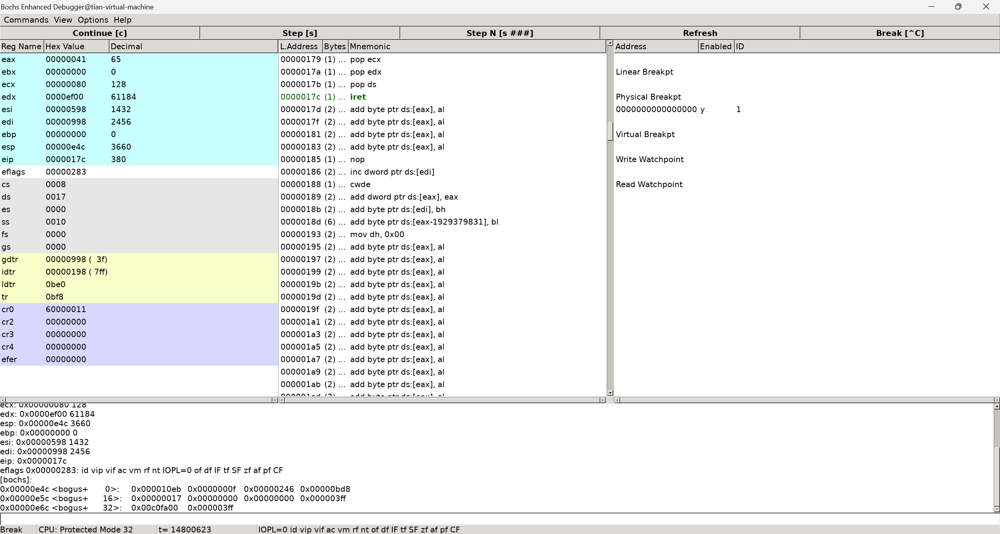 Bochs Enhanced Debugger@tian-virtual-machine
Commands View Options Help
Continue [c] Step [s] Step N [s ###] Refresh Break [^C]
Reg Name Hex Value Decimal
eax 00000041 65
ebx 00000000 0
ecx 00000080 128
edx 0000ef00 61184
esi 00000598 1432
edi 00000998 2456
ebp 00000000 0
esp 00000e4c 3660
eip 0000017c 380
eflags 00000283
cs 0008
ds 0017
es 0000
ss 0010
fs 0000
gs 0000
gdtr 00000998 ( 3f)
idtr 00000198 ( 7ff)
ldtr 0be0
tr 0bf8
cr0 60000011
cr2 00000000
cr3 00000000
cr4 00000000
efer 00000000
L.Address Bytes Mnemonic
00000179 (1) ... pop ecx
0000017a (1) ... pop edx
0000017b (1) ... pop ds
0000017c (1) ... iret
0000017d (2) ... add byte ptr ds:[eax], al
0000017f (2) ... add byte ptr ds:[eax], al
00000181 (2) ... add byte ptr ds:[eax], al
00000183 (2) ... add byte ptr ds:[eax], al
00000185 (1) ... nop
00000186 (2) ... inc dword ptr ds:[edi]
00000188 (1) ... cwde
00000189 (2) ... add dword ptr ds:[eax], eax
0000018b (2) ... add byte ptr ds:[edi], bh
0000018d (6) ... add byte ptr ds:[eax-1929379831], bl
00000193 (2) ... mov dh, 0x00
00000195 (2) ... add byte ptr ds:[eax], al
00000197 (2) ... add byte ptr ds:[eax], al
00000199 (2) ... add byte ptr ds:[eax], al
0000019b (2) ... add byte ptr ds:[eax], al
0000019d (2) ... add byte ptr ds:[eax], al
0000019f (2) ... add byte ptr ds:[eax], al
000001a1 (2) ... add byte ptr ds:[eax], al
000001a3 (2) ... add byte ptr ds:[eax], al
000001a5 (2) ... add byte ptr ds:[eax], al
000001a7 (2) ... add byte ptr ds:[eax], al
000001a9 (2) ... add byte ptr ds:[eax], al
000001ab (2) ... add byte ptr ds:[eax], al
000001ad (2) ... add byte ptr ds:[eax], al
Address Enabled ID
Linear Breakpt
Physical Breakpt
0000000000000000 y 1
Virtual Breakpt
Write Watchpoint
Read Watchpoint
ecx: 0x00000080 128
edx: 0x0000ef00 61184
esp: 0x00000e4c 3660
ebp: 0x00000000 0
esi: 0x00000598 1432
edi: 0x00000998 2456
eip: 0x0000017c
eflags 0x00000283: id vip vif ac vm rf nt IOPL=0 of df IF tf SF zf af pf CF
[bochs]:
0x00000e4c <bogus+ 0>: 0x000010eb 0x0000000f 0x00000246 0x00000bd8
0x00000e5c <bogus+ 16>: 0x00000017 0x00000000 0x00000000 0x000003ff
0x00000e6c <bogus+ 32>: 0x00c0fa00 0x000003ff
Break CPU: Protected Mode 32 t= 14800623 IOPL=0 id vip vif ac vm rf nt of df IF tf SF zf af pf CF